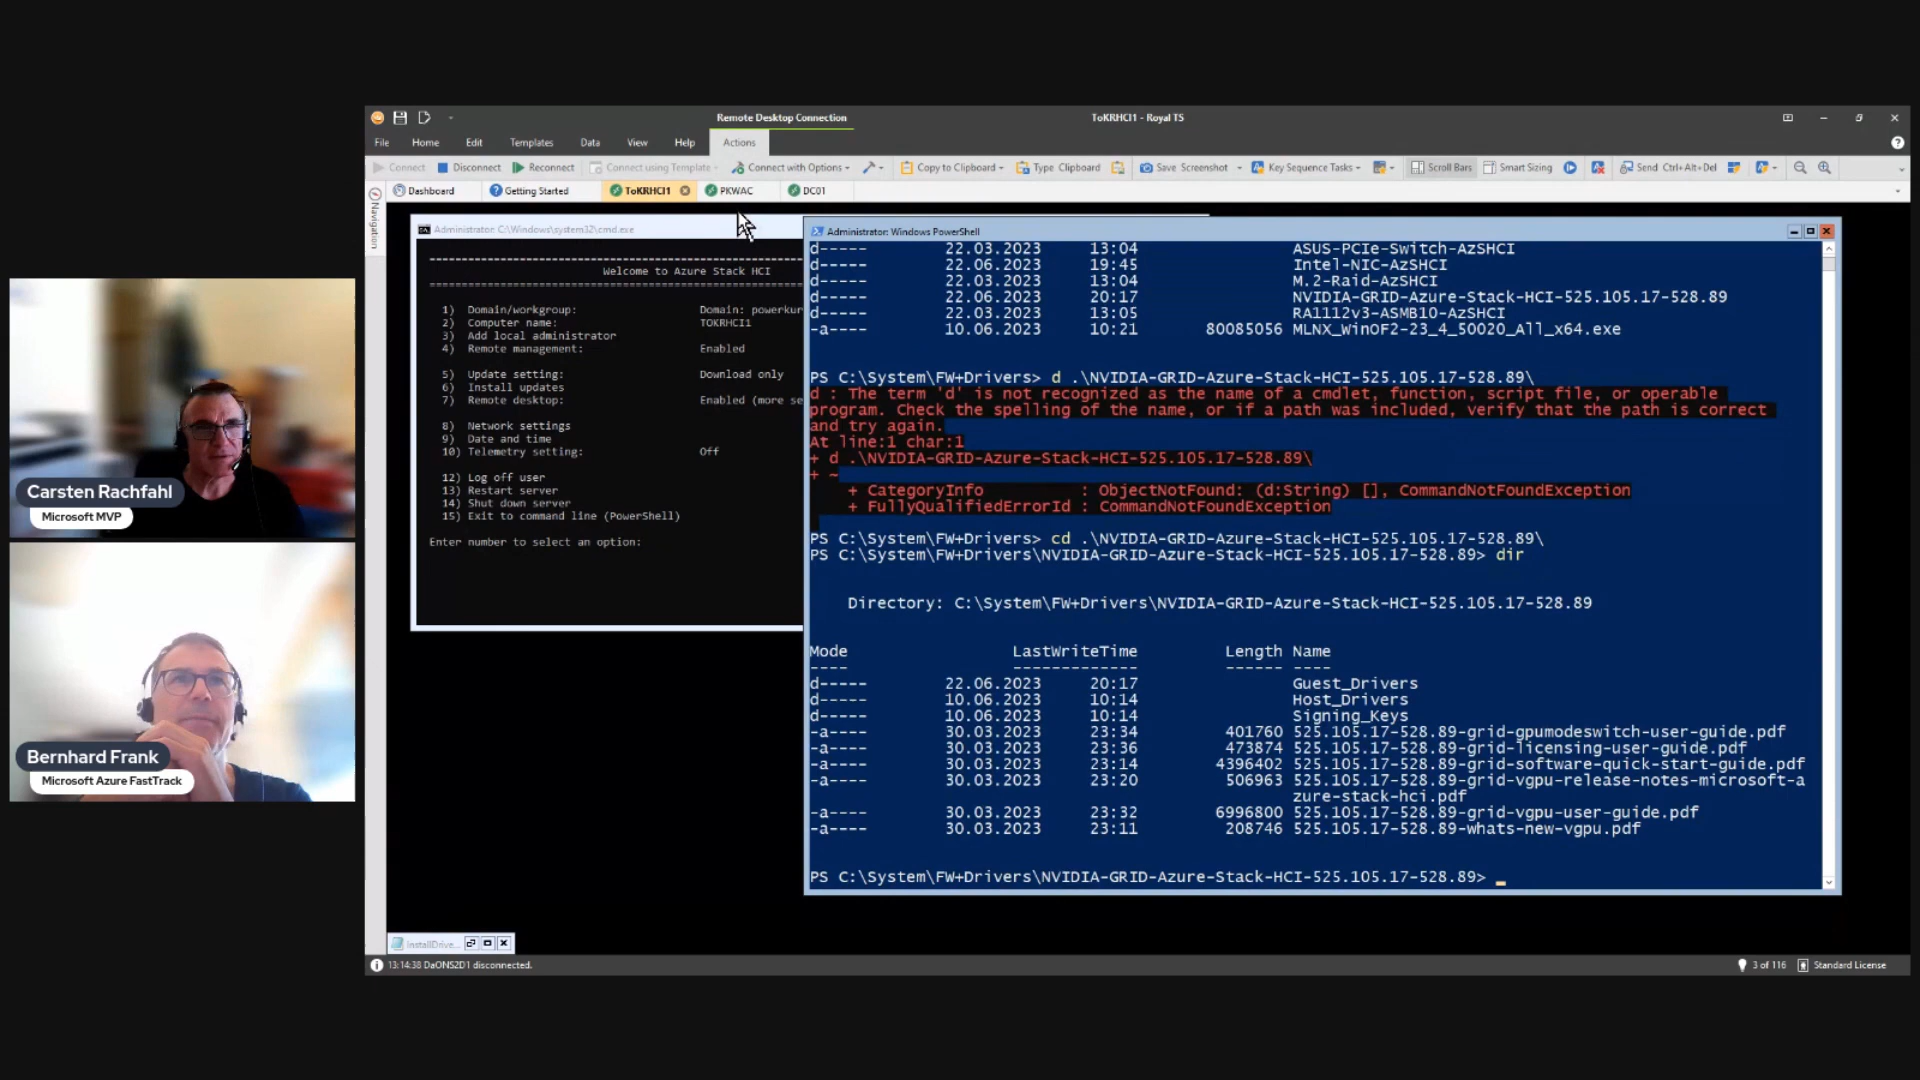 Remote Desktop Connection
ToKRHCI1 - Royal TS
File Home Edit Templates Data View Help Actions
Connect Disconnect Reconnect Connect using Template Connect with Options Copy to Clipboard Type Clipboard Save Screenshot Key Sequence Tasks Scroll Bars Smart Sizing Send Ctrl+Alt+Del
Dashboard Getting Started ToKRHCI1 PKWAC DC01
Navigation
Administrator C:\Windows\system32\cmd.exe
Welcome to Azure Stack HCI
1) Domain/workgroup: Domain: powerkur
2) Computer name: TOKRHCI1
3) Add local administrator
4) Remote management: Enabled
5) Update setting: Download only
6) Install updates
7) Remote desktop: Enabled (more se
8) Network settings
9) Date and time
10) Telemetry setting: Off
12) Log off user
13) Restart server
14) Shut down server
15) Exit to command line (PowerShell)
Enter number to select an option:
Administrator: Windows PowerShell
d----- 22.03.2023 13:04 ASUS-PCIe-Switch-AzSHCI
d----- 22.06.2023 19:45 Intel-NIC-AzSHCI
d----- 22.03.2023 13:04 M.2-Raid-AzSHCI
d----- 22.06.2023 20:17 NVIDIA-GRID-Azure-Stack-HCI-525.105.17-528.89
d----- 22.03.2023 13:05 RA1112v3-ASMB10-AzSHCI
-a---- 10.06.2023 10:21 80085056 MLNX_WinOF2-23_4_50020_All_x64.exe
PS C:\System\FW+Drivers> d .\NVIDIA-GRID-Azure-Stack-HCI-525.105.17-528.89\
d : The term 'd' is not recognized as the name of a cmdlet, function, script file, or operable
program. Check the spelling of the name, or if a path was included, verify that the path is correct
and try again.
At line:1 char:1
+ d .\NVIDIA-GRID-Azure-Stack-HCI-525.105.17-528.89\
+ ~
+ CategoryInfo : ObjectNotFound: (d:String) [], CommandNotFoundException
+ FullyQualifiedErrorId : CommandNotFoundException
PS C:\System\FW+Drivers> cd .\NVIDIA-GRID-Azure-Stack-HCI-525.105.17-528.89\
PS C:\System\FW+Drivers\NVIDIA-GRID-Azure-Stack-HCI-525.105.17-528.89> dir
Directory: C:\System\FW+Drivers\NVIDIA-GRID-Azure-Stack-HCI-525.105.17-528.89
Mode LastWriteTime Length Name
---- ------------- ------ ----
d----- 22.06.2023 20:17 Guest_Drivers
d----- 10.06.2023 10:14 Host_Drivers
d----- 10.06.2023 10:14 Signing_Keys
-a---- 30.03.2023 23:34 401760 525.105.17-528.89-grid-gpumodeswitch-user-guide.pdf
-a---- 30.03.2023 23:36 473874 525.105.17-528.89-grid-licensing-user-guide.pdf
-a---- 30.03.2023 23:14 4396402 525.105.17-528.89-grid-software-quick-start-guide.pdf
-a---- 30.03.2023 23:20 506963 525.105.17-528.89-grid-vgpu-release-notes-microsoft-a
zure-stack-hci.pdf
-a---- 30.03.2023 23:32 6996800 525.105.17-528.89-grid-vgpu-user-guide.pdf
-a---- 30.03.2023 23:11 208746 525.105.17-528.89-whats-new-vgpu.pdf
PS C:\System\FW+Drivers\NVIDIA-GRID-Azure-Stack-HCI-525.105.17-528.89> _
InstallDrive...
13:14:38 DaONS2D1 disconnected.
3 of 116 Standard License
Carsten Rachfahl
Microsoft MVP
Bernhard Frank
Microsoft Azure FastTrack